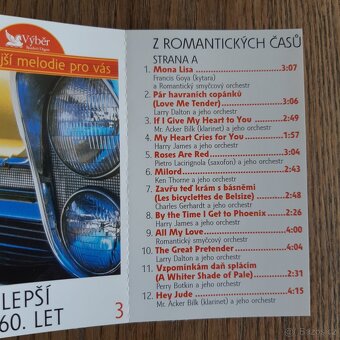 Výběr
Reader's Digest
jší melodie pro vás
LEPŠÍ
60. LET
3
Z ROMANTICKÝCH ČASŮ
STRANA A
1. Mona Lisa 3:07
Francis Goya (kytara)
a Romantický smyčcový orchestr
2. Pár havraních copánků
(Love Me Tender) 3:06
Larry Dalton a jeho orchestr
3. If I Give My Heart to You 2:49
Mr. Acker Bilk (klarinet) a jeho orchestr
4. My Heart Cries for You 1:57
Harry James a jeho orchestr
5. Roses Are Red 3:04
Pietro Lacirignola (saxofon) a jeho orchestr
6. Milord 2:43
Ken Thorne a jeho orchestr
7. Zavřu teď krám s básněmi
(Les bicyclettes de Belsize) 2:48
Charles Gerhardt a jeho orchestr
8. By the Time I Get to Phoenix 2:26
Harry James a jeho orchestr
9. All My Love 4:00
Romantický smyčcový orchestr
10. The Great Pretender 4:04
Larry Dalton a jeho orchestr
11. Vzpomínkám daň splácím
(A Whiter Shade of Pale) 2:31
Perry Botkin a jeho orchestr
12. Hey Jude 4:15
Mr. Acker Bilk (klarinet) a jeho orchestr